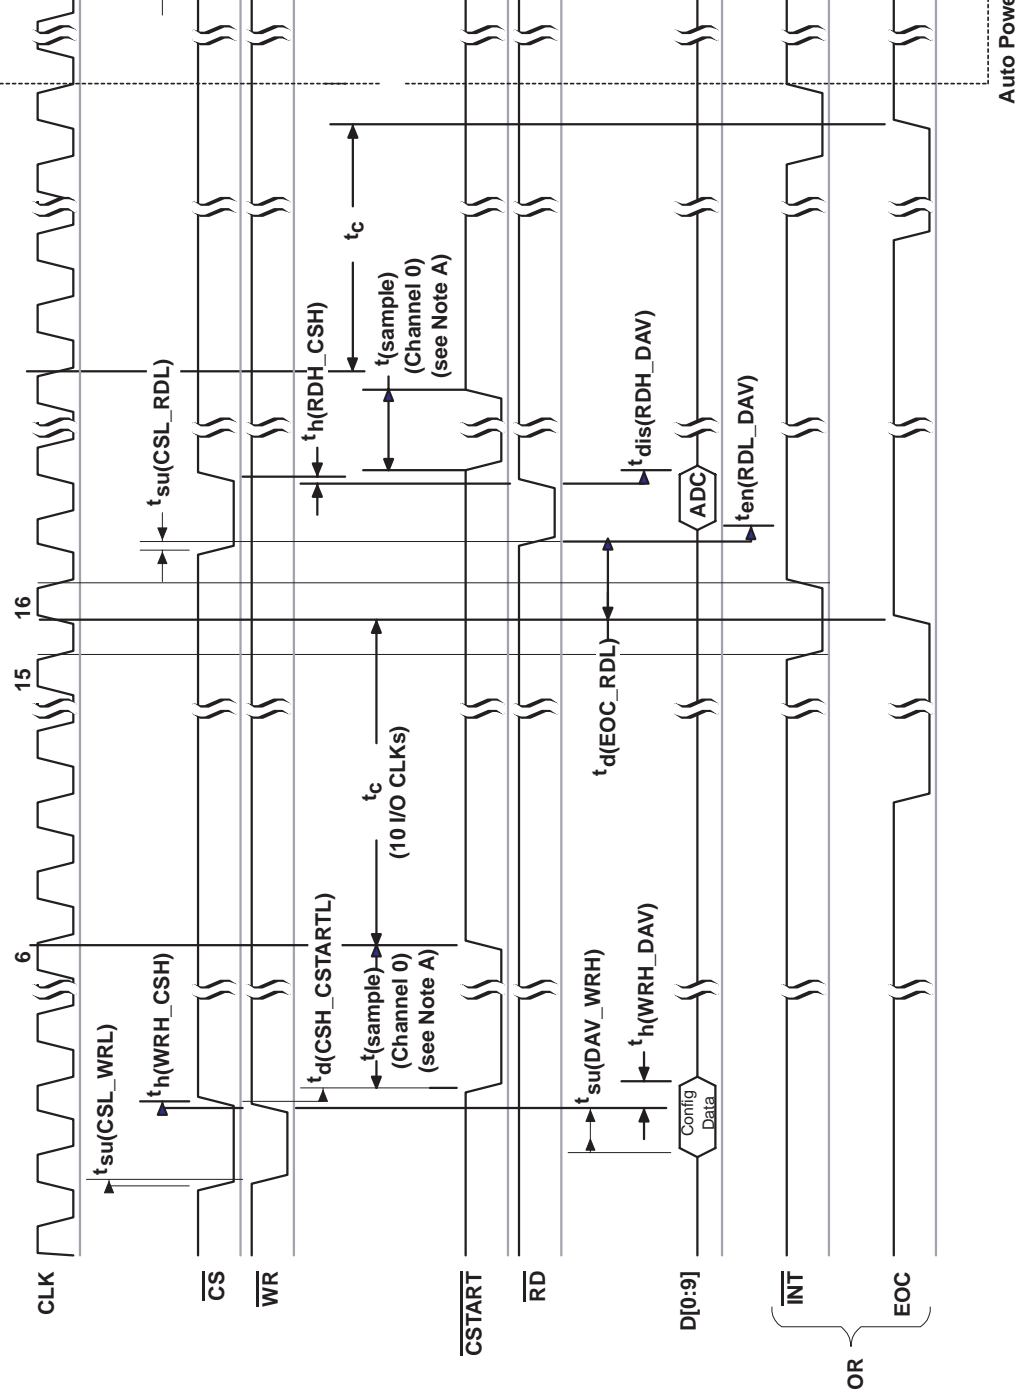 6
15
16
CLK
tsu(CSL_WRL)
th(WRH_CSH)
tsu(CSL_RDL)
CS
WR
td(CSH_CSTARTL)
t(sample)
(Channel 0)
(see Note A)
tc
(10 I/O CLKs)
th(RDH_CSH)
t(sample)
(Channel 0)
(see Note A)
tc
CSTART
RD
tsu(DAV_WRH)
th(WRH_DAV)
td(EOC_RDL)
tdis(RDH_DAV)
ten(RDL_DAV)
D[0:9]
Config
Data
ADC
INT
OR
EOC
Auto